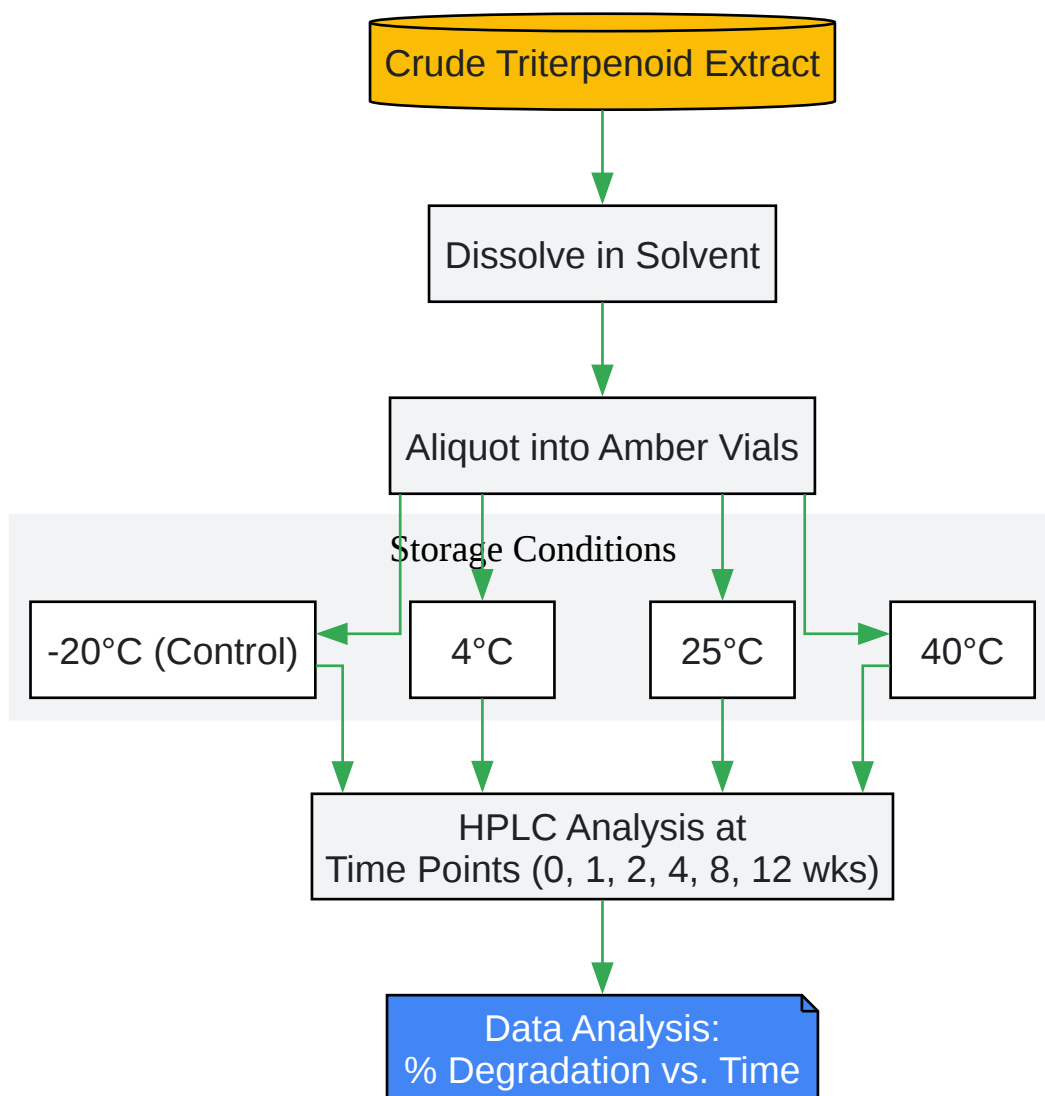 Crude Triterpenoid Extract
Dissolve in Solvent
Aliquot into Amber Vials
Storage Conditions
-20°C (Control)
4°C
25°C
40°C
HPLC Analysis at
Time Points (0, 1, 2, 4, 8, 12 wks)
Data Analysis:
% Degradation vs. Time